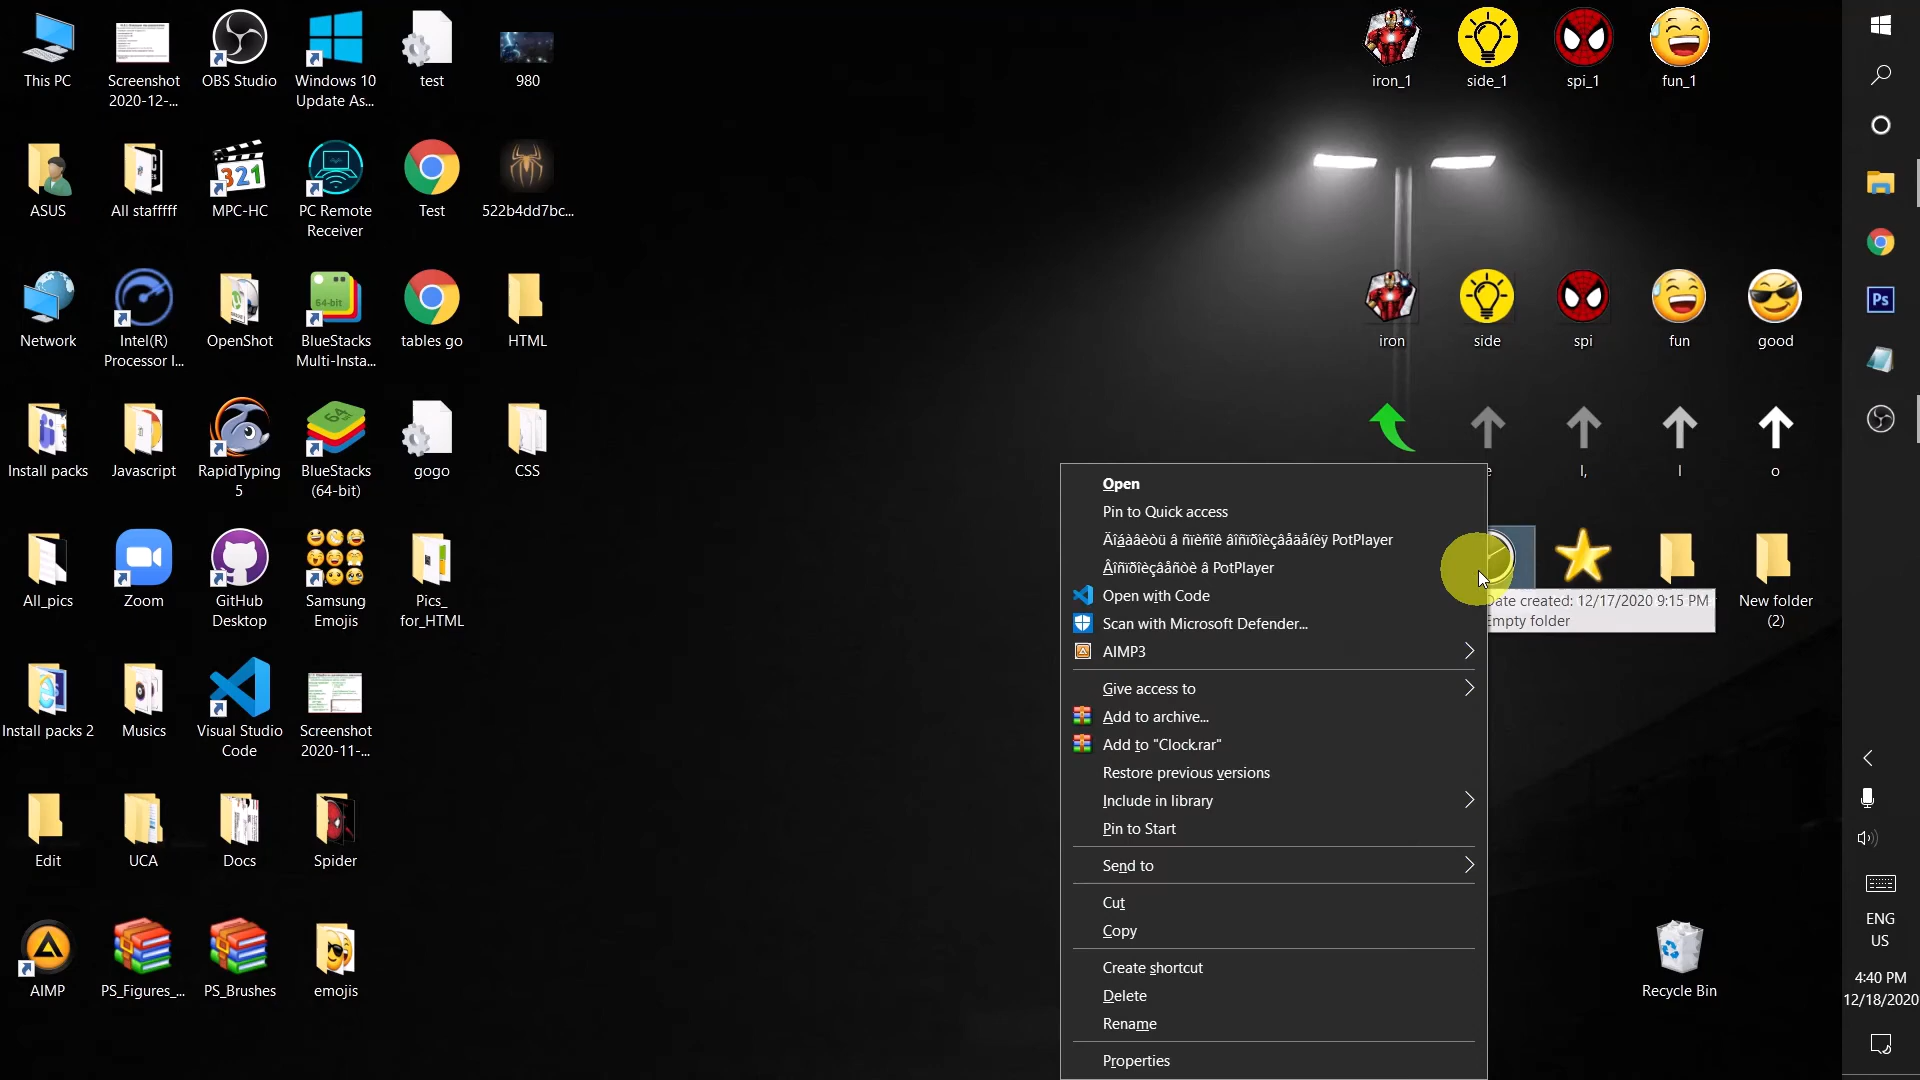 This PC
Screenshot
2020-12-...
OBS Studio
Windows 10
Update As...
test
980
iron_1
side_1
spi_1
fun_1
ASUS
All stafffff
321
MPC-HC
PC Remote
Receiver
Test
522b4dd7bc...
Network
Intel(R)
Processor I...
OpenShot
64-bit
BlueStacks
Multi-Insta...
tables go
HTML
iron
side
spi
fun
good
Install packs
Javascript
RapidTyping
5
64
BlueStacks
(64-bit)
gogo
CSS
e
l,
l
o
All_pics
Zoom
GitHub
Desktop
Samsung
Emojis
Pics_
for_HTML
New folder
(2)
Date created: 12/17/2020 9:15 PM
Empty folder
Install packs 2
Musics
Visual Studio
Code
Screenshot
2020-11-...
Edit
UCA
Docs
Spider
AIMP
PS_Figures_...
PS_Brushes
emojis
Recycle Bin
Open
Pin to Quick access
Äîáàâèòü â ñïèñîê âîñïðîèçâåäåíèÿ PotPlayer
Âîñïðîèçâåñòè â PotPlayer
Open with Code
Scan with Microsoft Defender...
AIMP3
Give access to
Add to archive...
Add to "Clock.rar"
Restore previous versions
Include in library
Pin to Start
Send to
Cut
Copy
Create shortcut
Delete
Rename
Properties
Ps
ENG
US
4:40 PM
12/18/2020